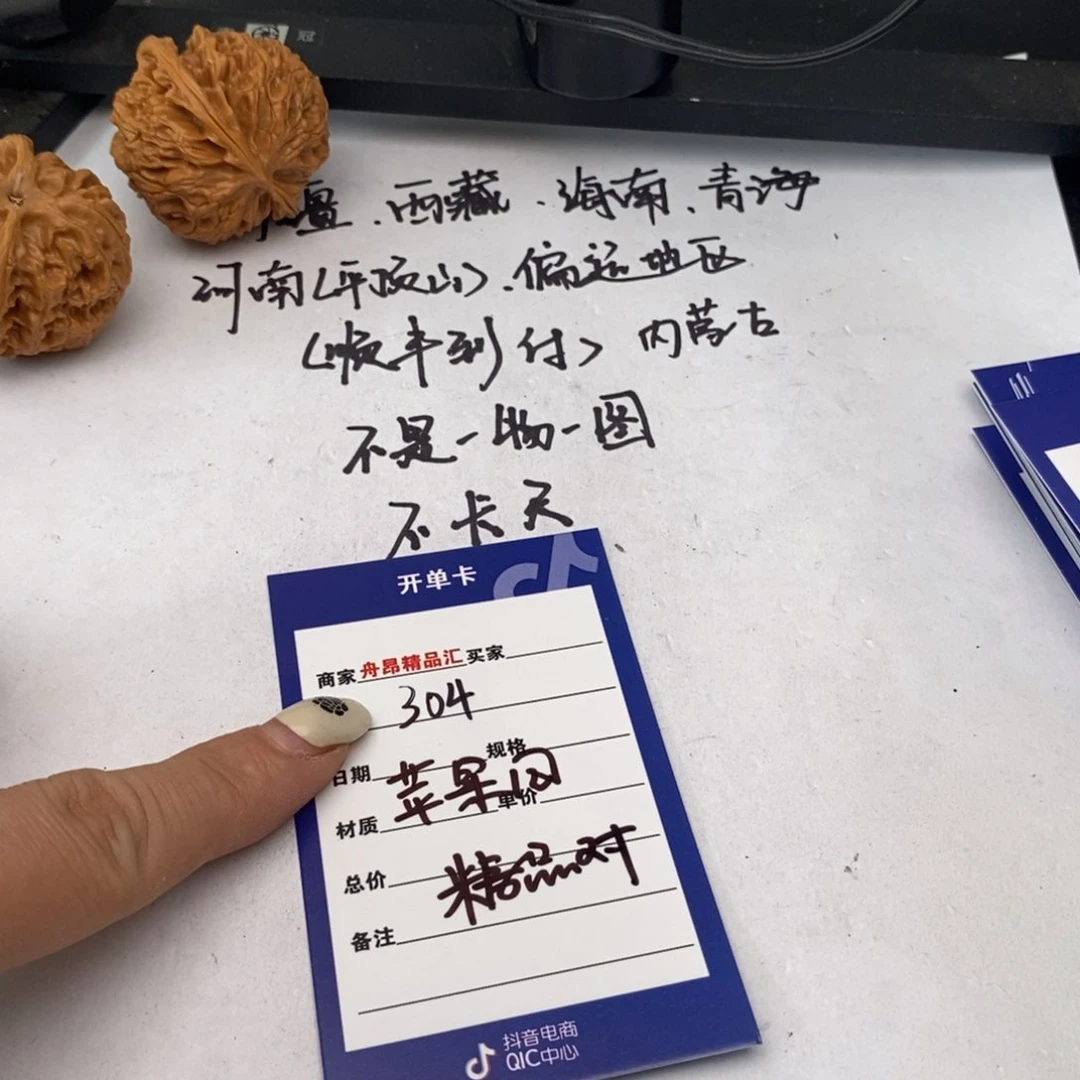 冠
.西藏.海南、青海
河南(平顶山).偏远地区
(顺丰到付) 内蒙古
不是一物一图
不卡天
开单卡
商家 舟昂精品汇 买家
304
日期 规格
苹果园
材质 单价
总价
精品对
备注
抖音电商
QIC中心